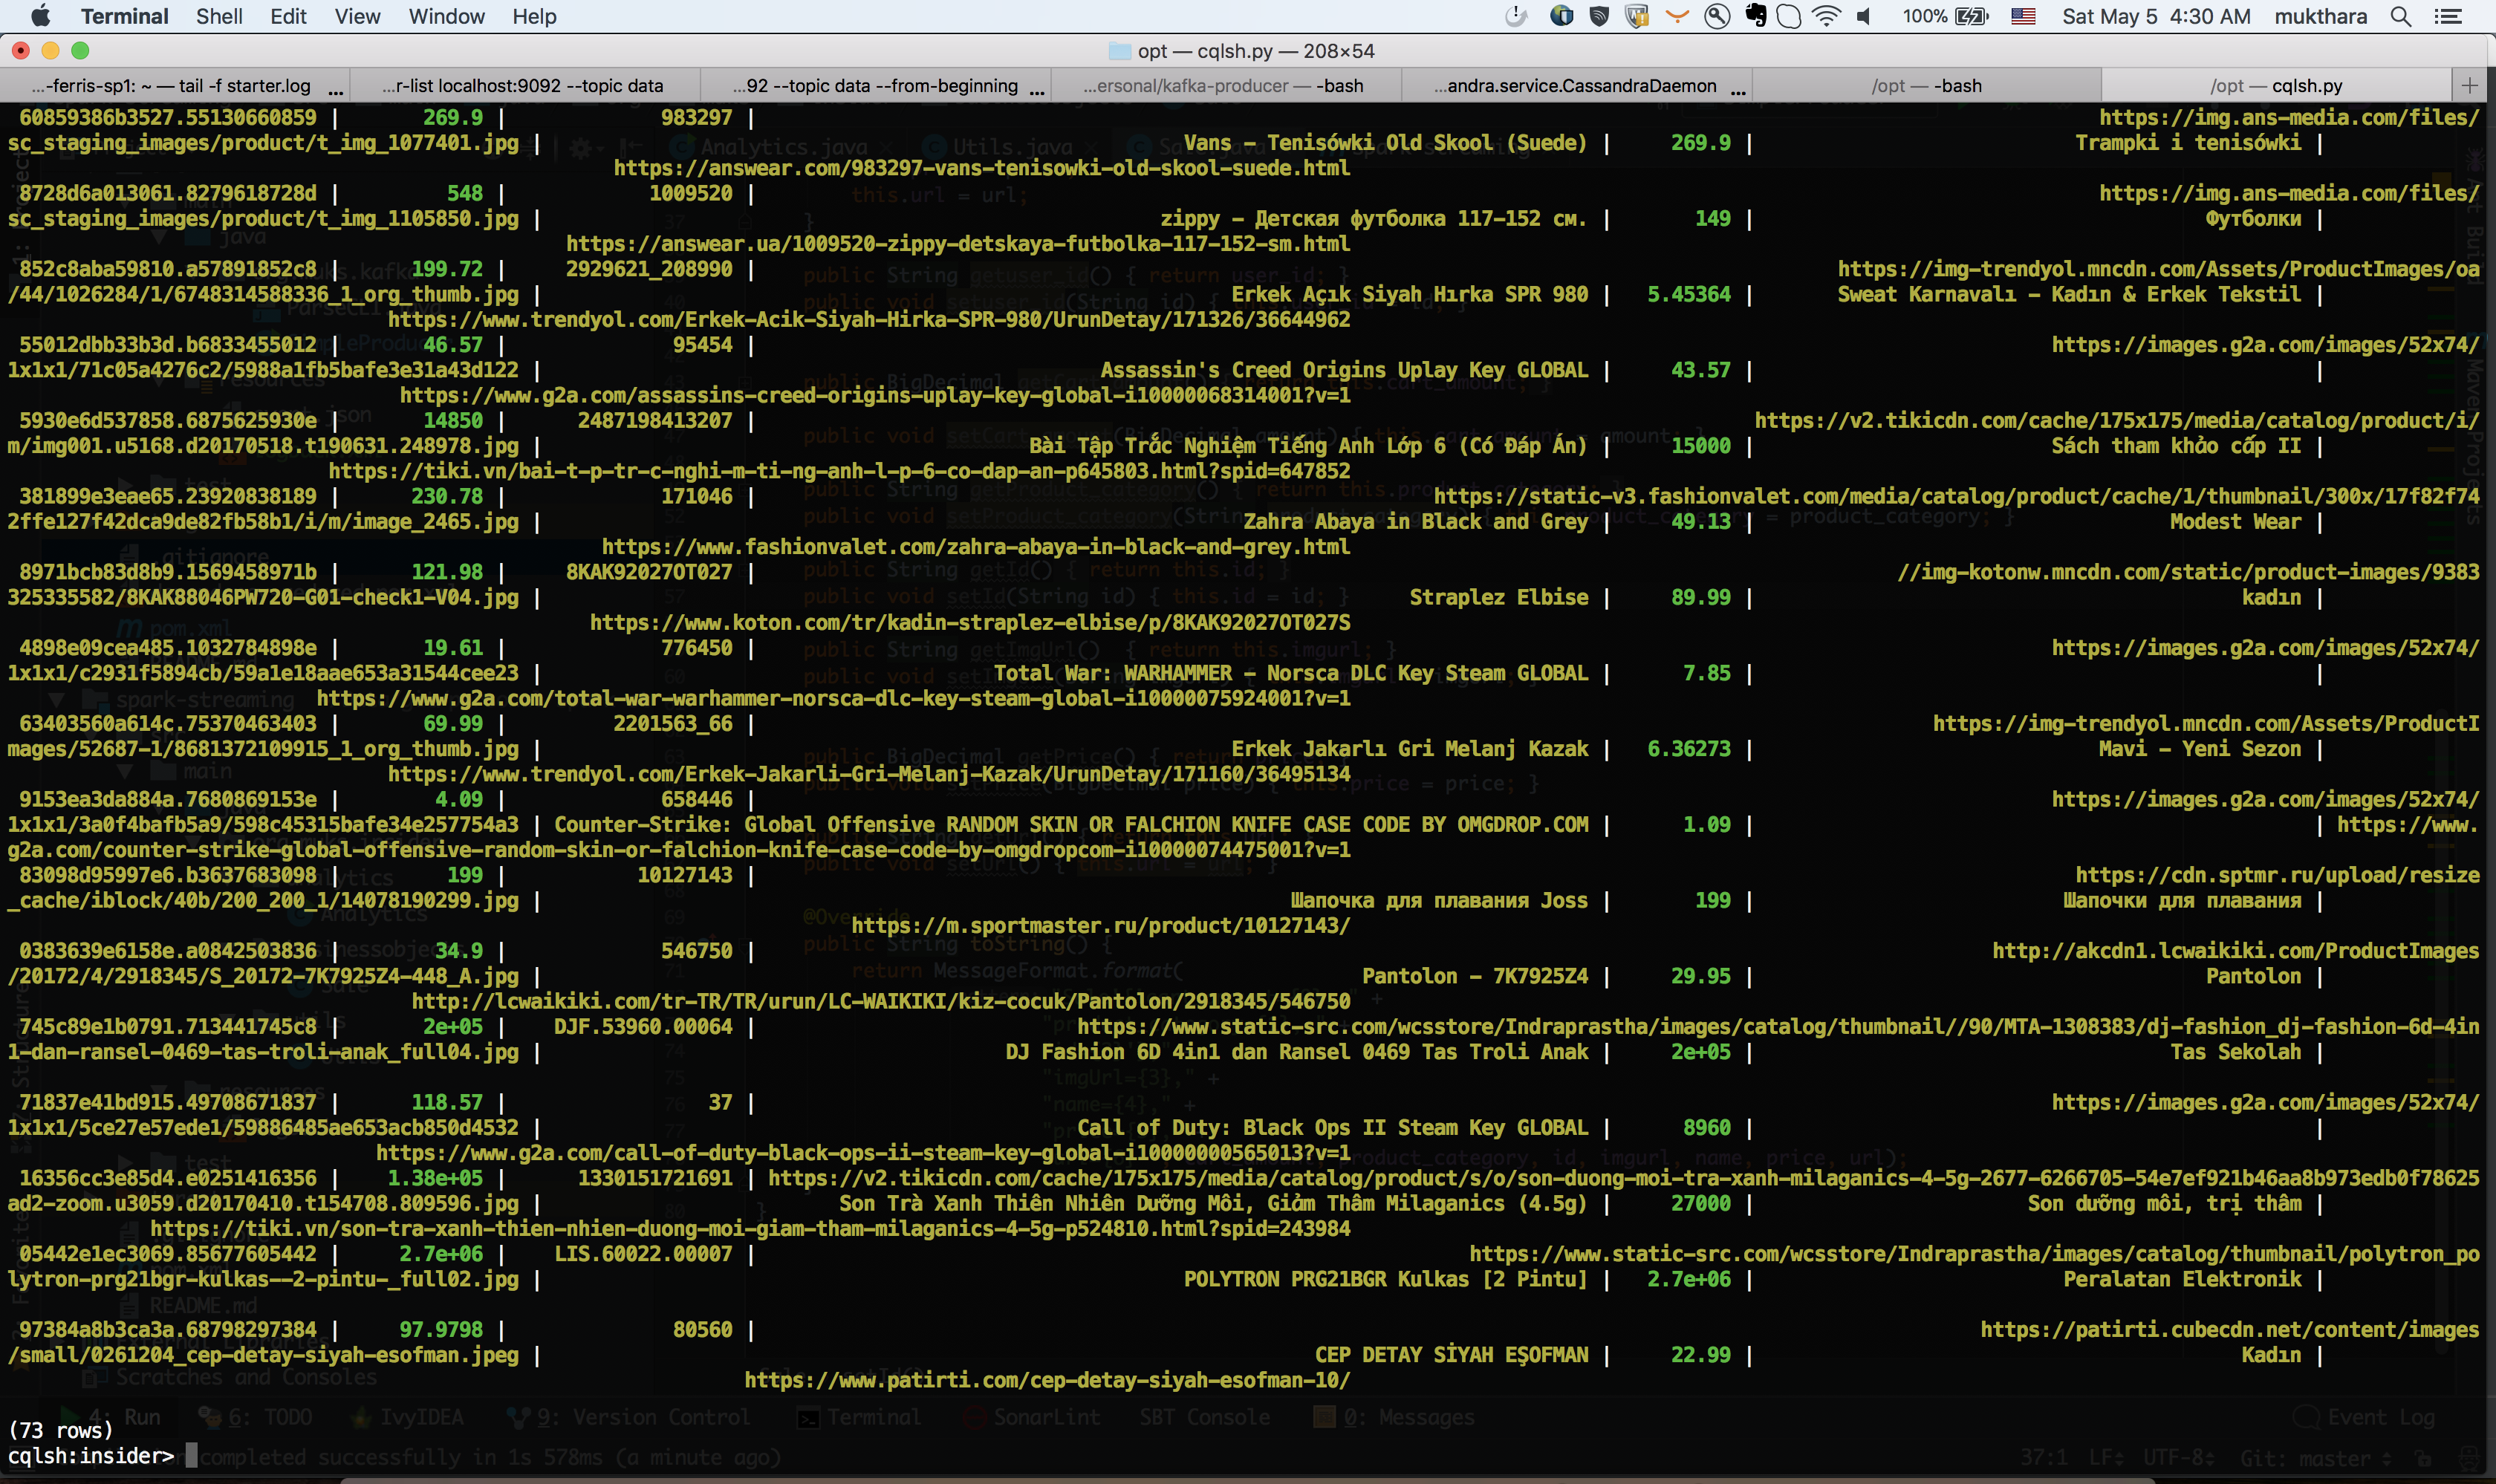 Terminal Shell Edit View Window Help 100% Sat May 5 4:30 AM mukthara
opt — cqlsh.py — 208×54
...-ferris-sp1: ~ — tail -f starter.log ... ...r-list localhost:9092 --topic data ...92 --topic data --from-beginning ... ...ersonal/kafka-producer — -bash ...andra.service.CassandraDaemon ... /opt — -bash /opt — cqlsh.py
60859386b3527.55130660859 | 269.9 | 983297 | https://img.ans-media.com/files/
sc_staging_images/product/t_img_1077401.jpg | Vans - Tenisówki Old Skool (Suede) | 269.9 | Trampki i tenisówki |
https://answear.com/983297-vans-tenisowki-old-skool-suede.html
8728d6a013061.8279618728d | 548 | 1009520 | https://img.ans-media.com/files/
sc_staging_images/product/t_img_1105850.jpg | zippy - Детская футболка 117-152 см. | 149 | Футболки |
https://answear.ua/1009520-zippy-detskaya-futbolka-117-152-sm.html
852c8aba59810.a57891852c8 | 199.72 | 2929621_208990 | https://img-trendyol.mncdn.com/Assets/ProductImages/oa
/44/1026284/1/6748314588336_1_org_thumb.jpg | Erkek Açık Siyah Hırka SPR 980 | 5.45364 | Sweat Karnavalı - Kadın & Erkek Tekstil |
https://www.trendyol.com/Erkek-Acik-Siyah-Hirka-SPR-980/UrunDetay/171326/36644962
55012dbb33b3d.b6833455012 | 46.57 | 95454 | https://images.g2a.com/images/52x74/
1x1x1/71c05a4276c2/5988a1fb5bafe3e31a43d122 | Assassin's Creed Origins Uplay Key GLOBAL | 43.57 | |
https://www.g2a.com/assassins-creed-origins-uplay-key-global-i10000068314001?v=1
5930e6d537858.687562593​0e | 14850 | 2487198413207 | https://v2.tikicdn.com/cache/175x175/media/catalog/product/i/
m/img001.u5168.d20170518.t190631.248978.jpg | Bài Tập Trắc Nghiệm Tiếng Anh Lớp 6 (Có Đáp Án) | 15000 | Sách tham khảo cấp II |
https://tiki.vn/bai-t-p-tr-c-nghi-m-ti-ng-anh-l-p-6-co-dap-an-p645803.html?spid=647852
381899e3eae65.23920838189 | 230.78 | 171046 | https://static-v3.fashionvalet.com/media/catalog/product/cache/1/thumbnail/300x/17f82f74
2ffe127f42dca9de82fb58b1/i/m/image_2465.jpg | Zahra Abaya in Black and Grey | 49.13 | Modest Wear |
https://www.fashionvalet.com/zahra-abaya-in-black-and-grey.html
8971bcb83d8b9.1569458971b | 121.98 | 8KAK92027OT027 | //img-kotonw.mncdn.com/static/product-images/9383
325335582/8KAK88046PW720-G01-check1-V04.jpg | Straplez Elbise | 89.99 | kadın |
https://www.koton.com/tr/kadin-straplez-elbise/p/8KAK92027OT027S
4898e09cea485.1032784898e | 19.61 | 776450 | https://images.g2a.com/images/52x74/
1x1x1/c2931f5894cb/59a1e18aae653a31544cee23 | Total War: WARHAMMER - Norsca DLC Key Steam GLOBAL | 7.85 | |
https://www.g2a.com/total-war-warhammer-norsca-dlc-key-steam-global-i10000075924001?v=1
63403560a614c.75370463403 | 69.99 | 2201563_66 | https://img-trendyol.mncdn.com/Assets/ProductI
mages/52687-1/8681372109915_1_org_thumb.jpg | Erkek Jakarlı Gri Melanj Kazak | 6.36273 | Mavi - Yeni Sezon |
https://www.trendyol.com/Erkek-Jakarli-Gri-Melanj-Kazak/UrunDetay/171160/36495134
9153ea3da884a.7680869153e | 4.09 | 658446 | https://images.g2a.com/images/52x74/
1x1x1/3a0f4bafb5a9/598c45315bafe34e257754a3 | Counter-Strike: Global Offensive RANDOM SKIN OR FALCHION KNIFE CASE CODE BY OMGDROP.COM | 1.09 | | https://www.
g2a.com/counter-strike-global-offensive-random-skin-or-falchion-knife-case-code-by-omgdropcom-i10000074475001?v=1
83098d95997e6.b3637683098 | 199 | 10127143 | https://cdn.sptmr.ru/upload/resize
_cache/iblock/40b/200_200_1/14078190299.jpg | Шапочка для плавания Joss | 199 | Шапочки для плавания |
https://m.sportmaster.ru/product/10127143/
0383639e6158e.a0842503836 | 34.9 | 546750 | http://akcdn1.lcwaikiki.com/ProductImages
/20172/4/2918345/S_20172-7K7925Z4-448_A.jpg | Pantolon - 7K7925Z4 | 29.95 | Pantolon |
http://lcwaikiki.com/tr-TR/TR/urun/LC-WAIKIKI/kiz-cocuk/Pantolon/2918345/546750
745c89e1b0791.713441745c8 | 2e+05 | DJF.53960.00064 | https://www.static-src.com/wcsstore/Indraprastha/images/catalog/thumbnail//90/MTA-1308383/dj-fashion_dj-fashion-6d-4in
1-dan-ransel-0469-tas-troli-anak_full04.jpg | DJ Fashion 6D 4in1 dan Ransel 0469 Tas Troli Anak | 2e+05 | Tas Sekolah |
71837e41bd915.49708671837 | 118.57 | 37 | https://images.g2a.com/images/52x74/
1x1x1/5ce27e57ede1/59886485ae653acb850d4532 | Call of Duty: Black Ops II Steam Key GLOBAL | 8960 | |
https://www.g2a.com/call-of-duty-black-ops-ii-steam-key-global-i10000000565013?v=1
16356cc3e85d4.e0251416356 | 1.38e+05 | 1330151721691 | https://v2.tikicdn.com/cache/175x175/media/catalog/product/s/o/son-duong-moi-tra-xanh-milaganics-4-5g-2677-6266705-54e7ef921b46aa8b973edb0f78625
ad2-zoom.u3059.d20170410.t154708.809596.jpg | Son Trà Xanh Thiên Nhiên Dưỡng Môi, Giảm Thâm Milaganics (4.5g) | 27000 | Son dưỡng môi, trị thâm |
https://tiki.vn/son-tra-xanh-thien-nhien-duong-moi-giam-tham-milaganics-4-5g-p524810.html?spid=243984
05442e1ec3069.85677605442 | 2.7e+06 | LIS.60022.00007 | https://www.static-src.com/wcsstore/Indraprastha/images/catalog/thumbnail/polytron_po
lytron-prg21bgr-kulkas--2-pintu-_full02.jpg | POLYTRON PRG21BGR Kulkas [2 Pintu] | 2.7e+06 | Peralatan Elektronik |
97384a8b3ca3a.68798297384 | 97.9798 | 80560 | https://patirti.cubecdn.net/content/images
/small/0261204_cep-detay-siyah-esofman.jpeg | CEP DETAY SİYAH EŞOFMAN | 22.99 | Kadın |
https://www.patirti.com/cep-detay-siyah-esofman-10/
(73 rows)
cqlsh:insider>